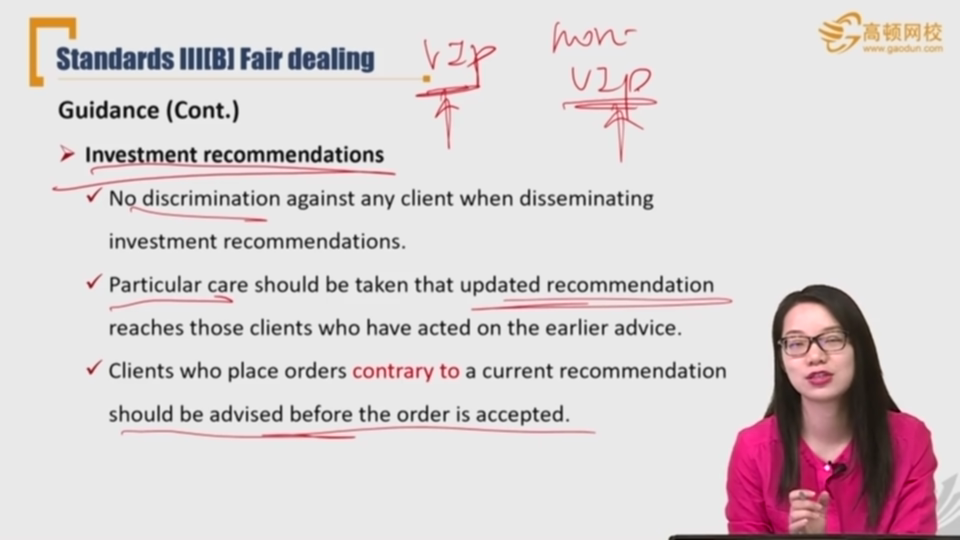 Standards III[B] Fair dealing
VIP
non-
VIP
高顿网校
www.gaodun.com
Guidance (Cont.)
Investment recommendations
No discrimination against any client when disseminating
investment recommendations.
Particular care should be taken that updated recommendation
reaches those clients who have acted on the earlier advice.
Clients who place orders contrary to a current recommendation
should be advised before the order is accepted.